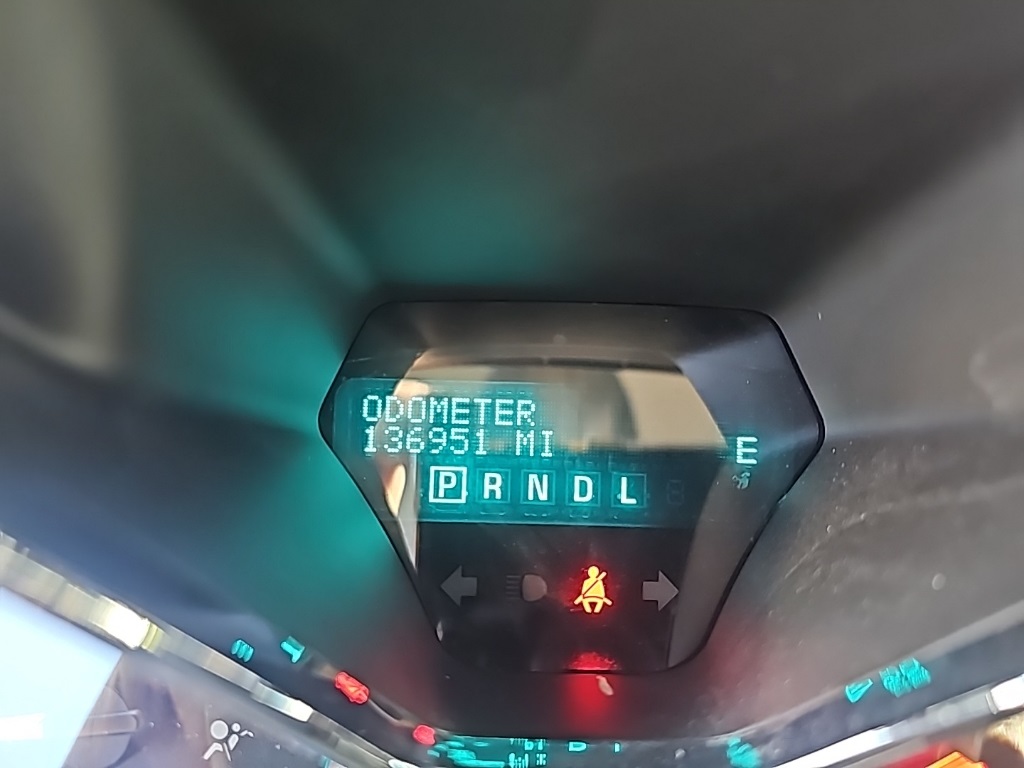 ODOMETER
136951 MI
E
P R N D L